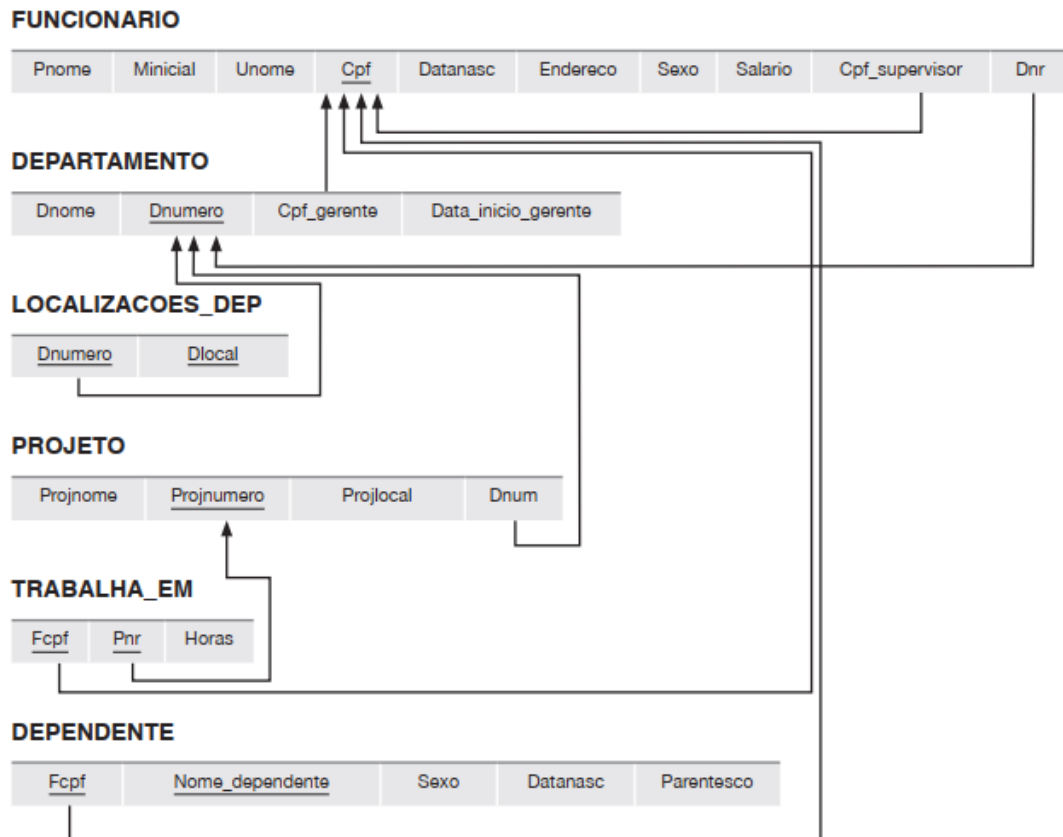 FUNCIONARIO
Pnome Minicial Unome Cpf Datanasc Endereco Sexo Salario Cpf_supervisor Dnr
DEPARTAMENTO
Dnome Dnumero Cpf_gerente Data_inicio_gerente
LOCALIZACOES_DEP
Dnumero Dlocal
PROJETO
Projnome Projnumero Projlocal Dnum
TRABALHA_EM
Fcpf Pnr Horas
DEPENDENTE
Fcpf Nome_dependente Sexo Datanasc Parentesco